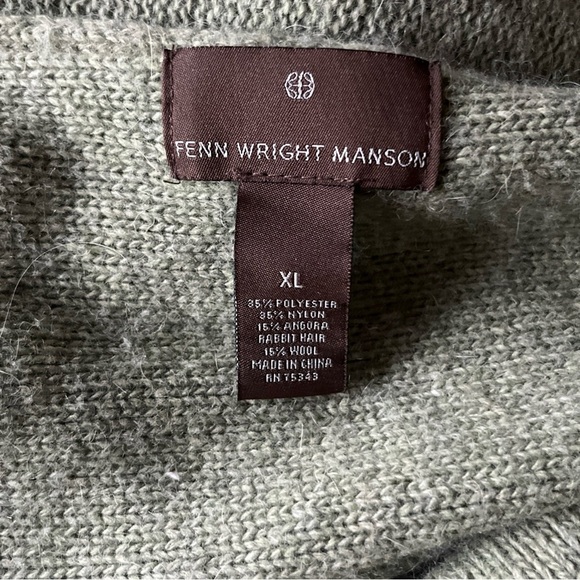 FENN WRIGHT MANSON
XL
35% POLYESTER
35% NYLON
15% ANGORA
RABBIT HAIR
15% WOOL
MADE IN CHINA
RN 75343